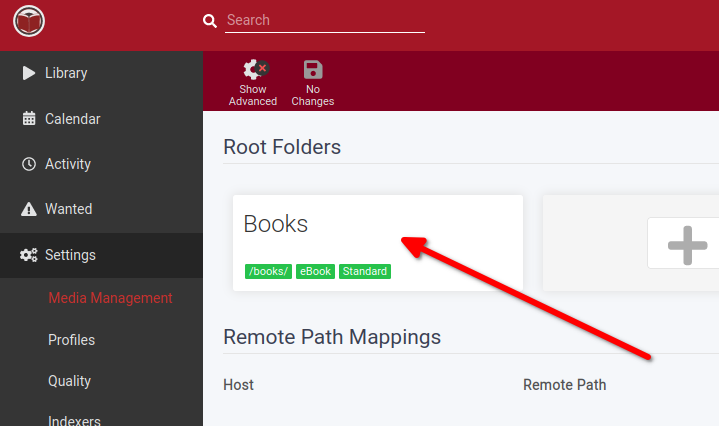 Search
Library
Calendar
Activity
Wanted
Settings
Media Management
Profiles
Quality
Indexers
Show
Advanced
No
Changes
Root Folders
Books
/books/ eBook Standard
Remote Path Mappings
Host Remote Path